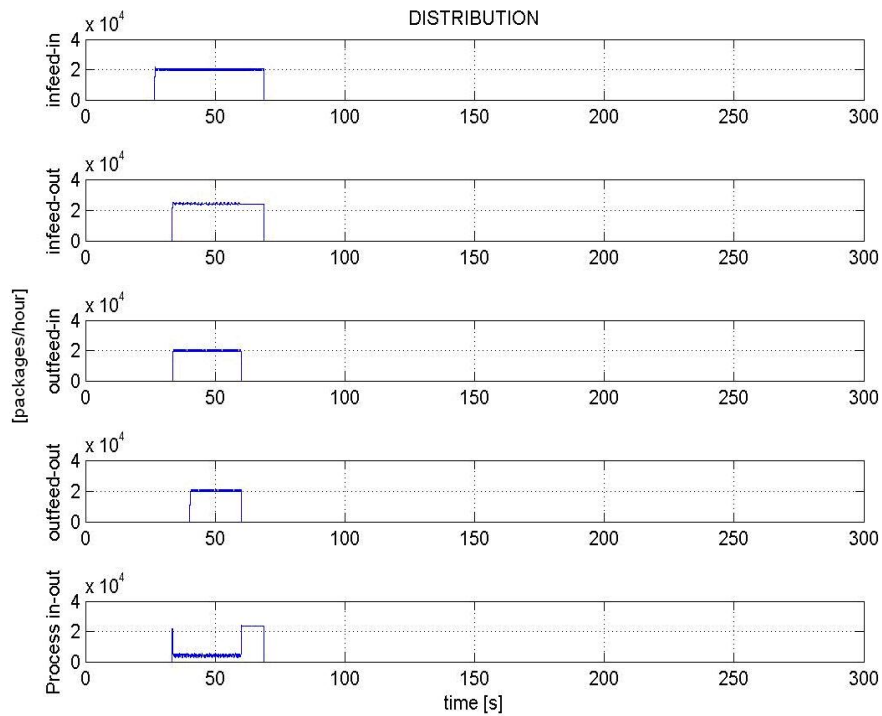 DISTRIBUTION
x 10^4
infeed-in
4
2
0
0 50 100 150 200 250 300
x 10^4
infeed-out
4
2
0
0 50 100 150 200 250 300
[packages/hour]
x 10^4
outfeed-in
4
2
0
0 50 100 150 200 250 300
x 10^4
outfeed-out
4
2
0
0 50 100 150 200 250 300
x 10^4
Process in-out
4
2
0
0 50 100 150 200 250 300
time [s]